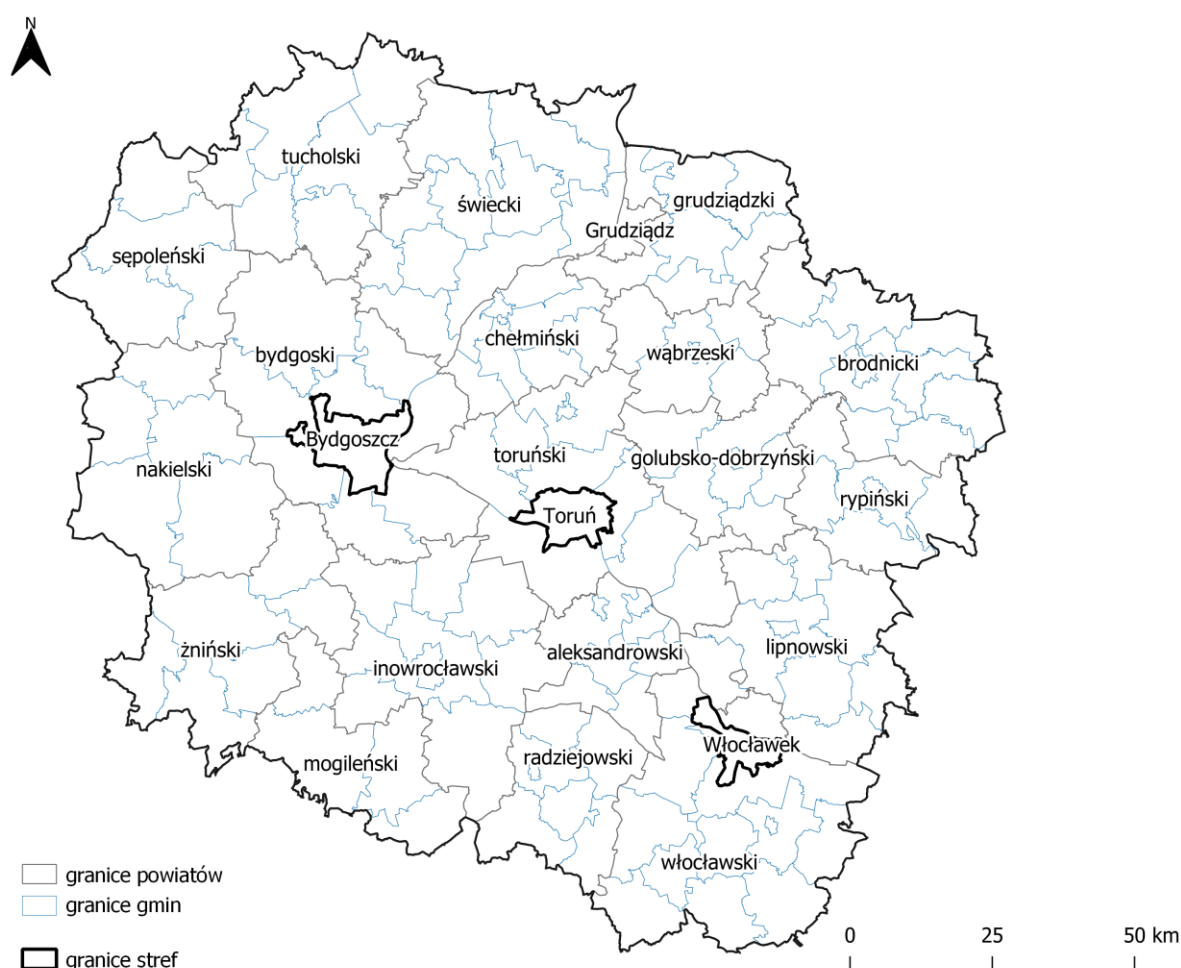 N
tucholski
świecki
grudziądzki
Grudziądz
sępoleński
chełmiński
bydgoski
wąbrzeski
brodnicki
Bydgoszcz
toruński
golubsko-dobrzyński
nakielski
rypiński
Toruń
żniński
aleksandrowski
lipnowski
inowrocławski
Włocławek
radziejowski
mogileński
włocławski
granice powiatów
granice gmin
granice stref
0 25 50 km